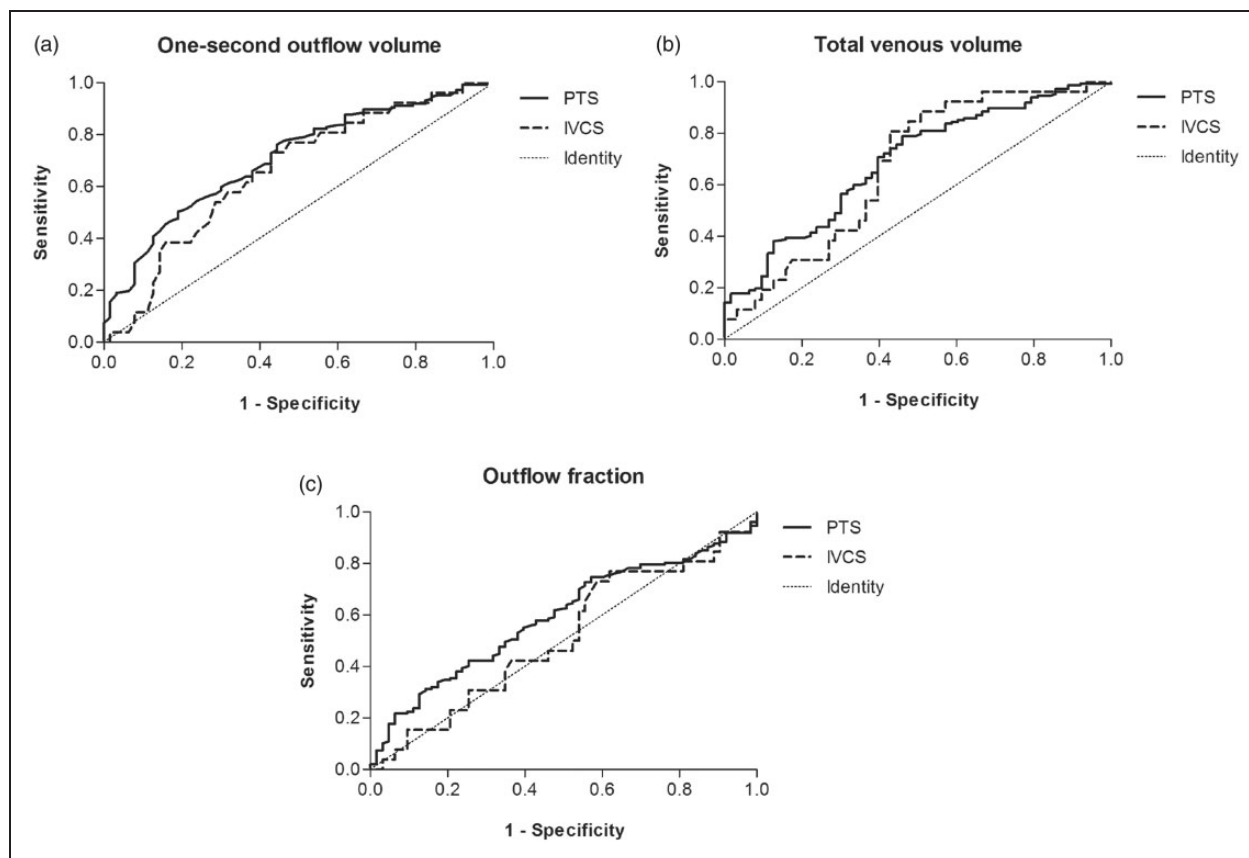 (a)
One-second outflow volume
1.0
0.8
0.6
0.4
0.2
0.0
Sensitivity
0.0 0.2 0.4 0.6 0.8 1.0
1 - Specificity
PTS
IVCS
Identity
(b)
Total venous volume
1.0
0.8
0.6
0.4
0.2
0.0
Sensitivity
0.0 0.2 0.4 0.6 0.8 1.0
1 - Specificity
PTS
IVCS
Identity
(c)
Outflow fraction
1.0
0.8
0.6
0.4
0.2
0.0
Sensitivity
0.0 0.2 0.4 0.6 0.8 1.0
1 - Specificity
PTS
IVCS
Identity